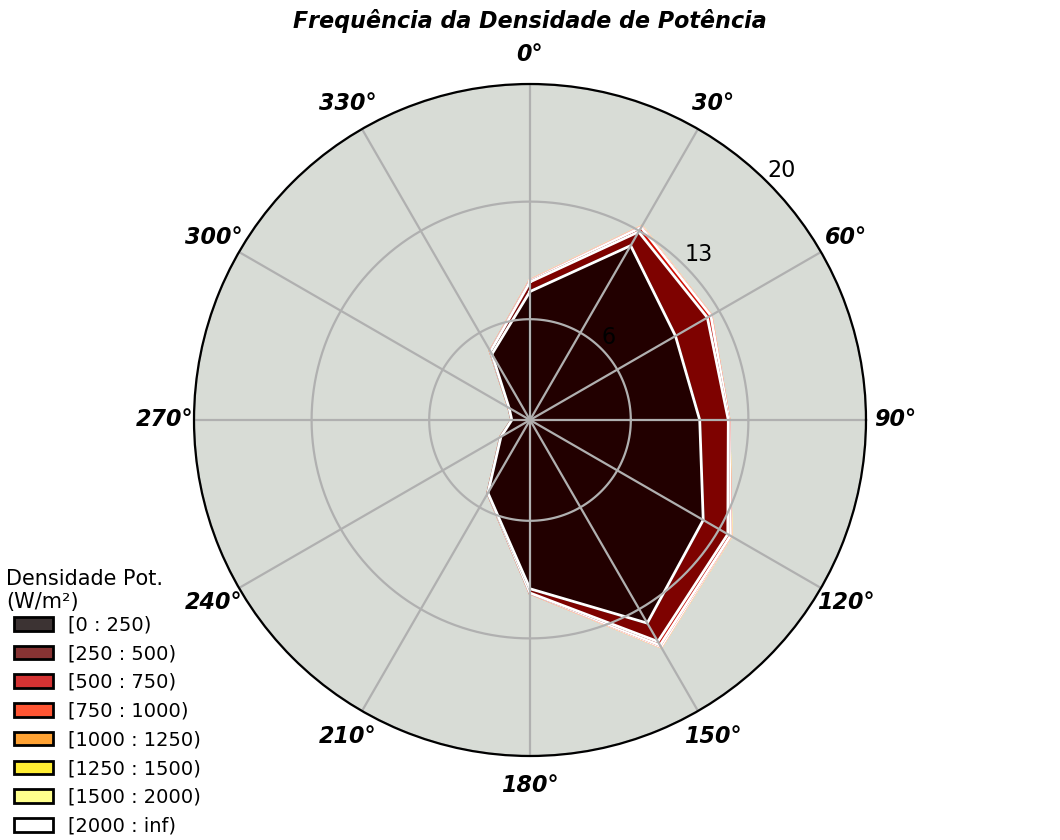 Frequência da Densidade de Potência
0°
330°
30°
20
300°
60°
13
6
270°
90°
240°
120°
210°
150°
180°
Densidade Pot.
(W/m²)
[0 : 250)
[250 : 500)
[500 : 750)
[750 : 1000)
[1000 : 1250)
[1250 : 1500)
[1500 : 2000)
[2000 : inf)